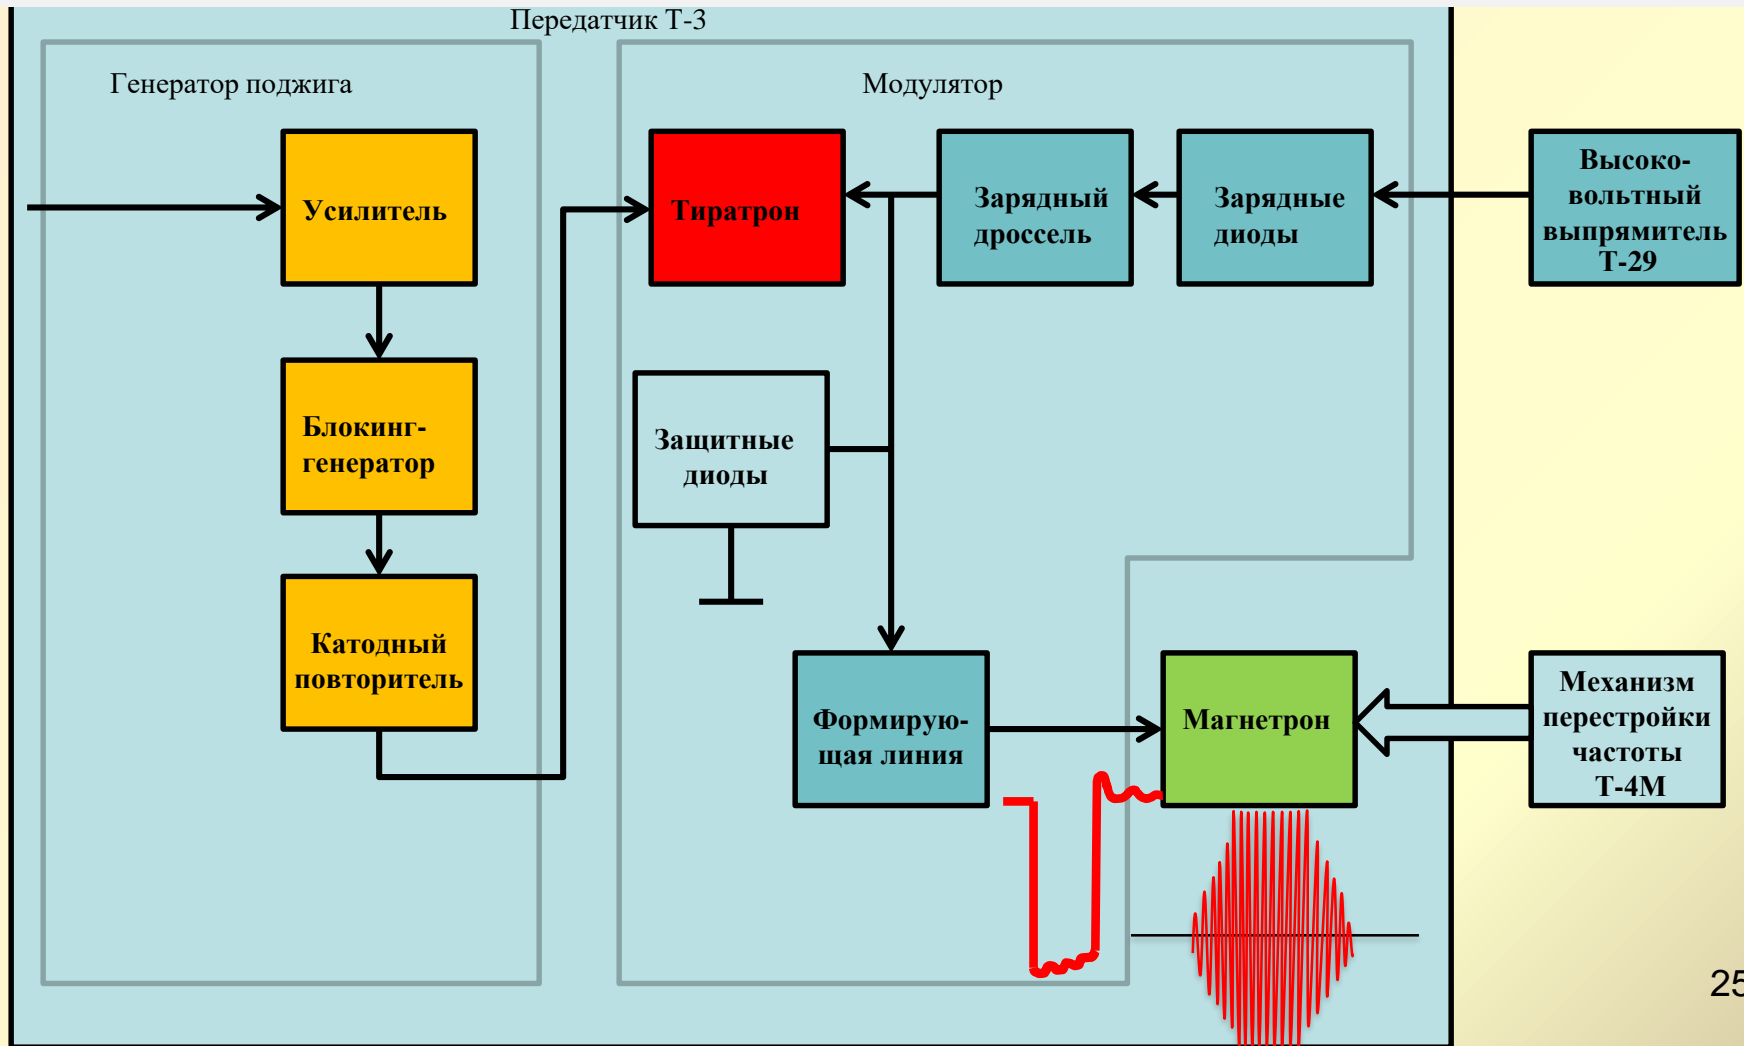 Передатчик Т-3
Генератор поджига
Модулятор
Усилитель
Тиратрон
Зарядный
дроссель
Зарядные
диоды
Высоко-
вольтный
выпрямитель
Т-29
Блокинг-
генератор
Защитные
диоды
Катодный
повторитель
Формирую-
щая линия
Магнетрон
Механизм
перестройки
частоты
Т-4М
25